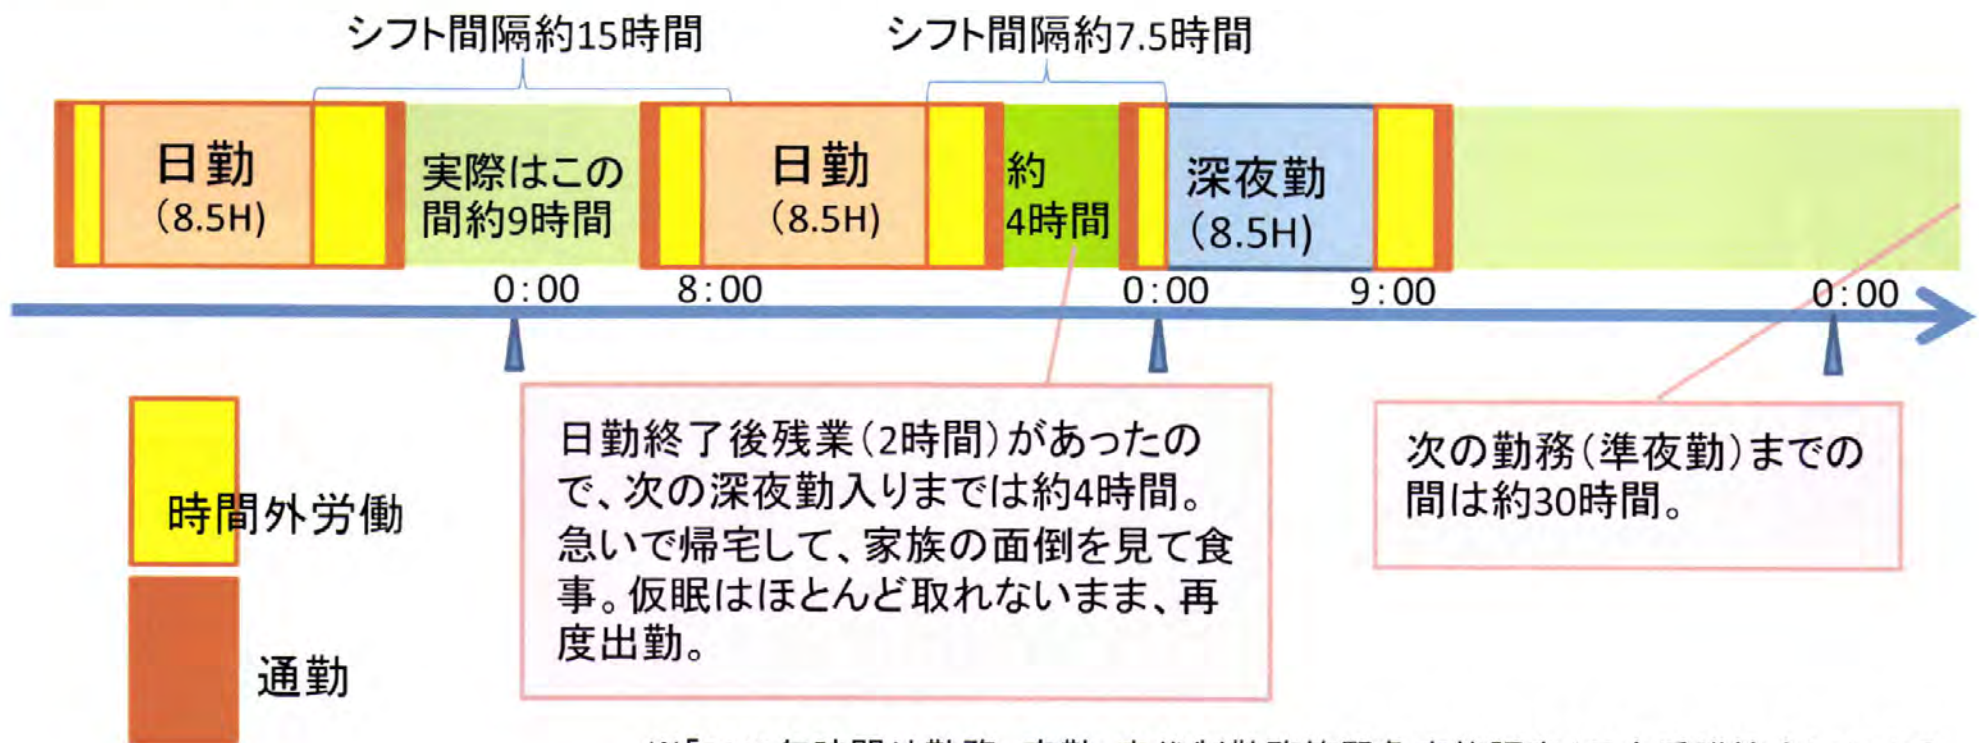 シフト間隔約15時間
シフト間隔約7.5時間
日勤
(8.5H)
実際はこの
間約9時間
日勤
(8.5H)
約
4時間
深夜勤
(8.5H)
0:00
8:00
0:00
9:00
0:00
時間外労働
通勤
日勤終了後残業(2時間)があったの
で、次の深夜勤入りまでは約4時間。
急いで帰宅して、家族の面倒を見て食
事。仮眠はほとんど取れないまま、再
度出勤。
次の勤務(準夜勤)までの
間は約30時間。